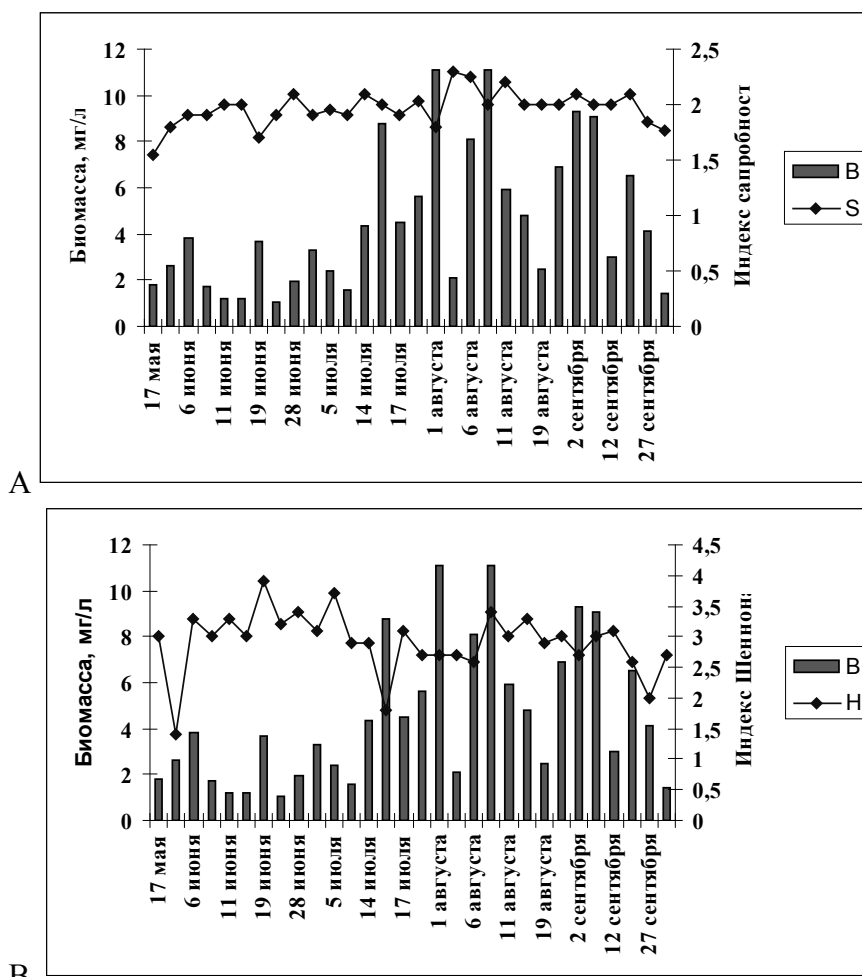 12
10
8
6
4
2
0
Биомасса, мг/л
2,5
2
1,5
1
0,5
0
Индекс сапробност
B
S
17 мая
6 июня
11 июня
19 июня
28 июня
5 июля
14 июля
17 июля
1 августа
6 августа
11 августа
19 августа
2 сентября
12 сентября
27 сентября
A
12
10
8
6
4
2
0
Биомасса, мг/л
4,5
4
3,5
3
2,5
2
1,5
1
0,5
0
Индекс Шеннона
B
H
17 мая
6 июня
11 июня
19 июня
28 июня
5 июля
14 июля
17 июля
1 августа
6 августа
11 августа
19 августа
2 сентября
12 сентября
27 сентября
B